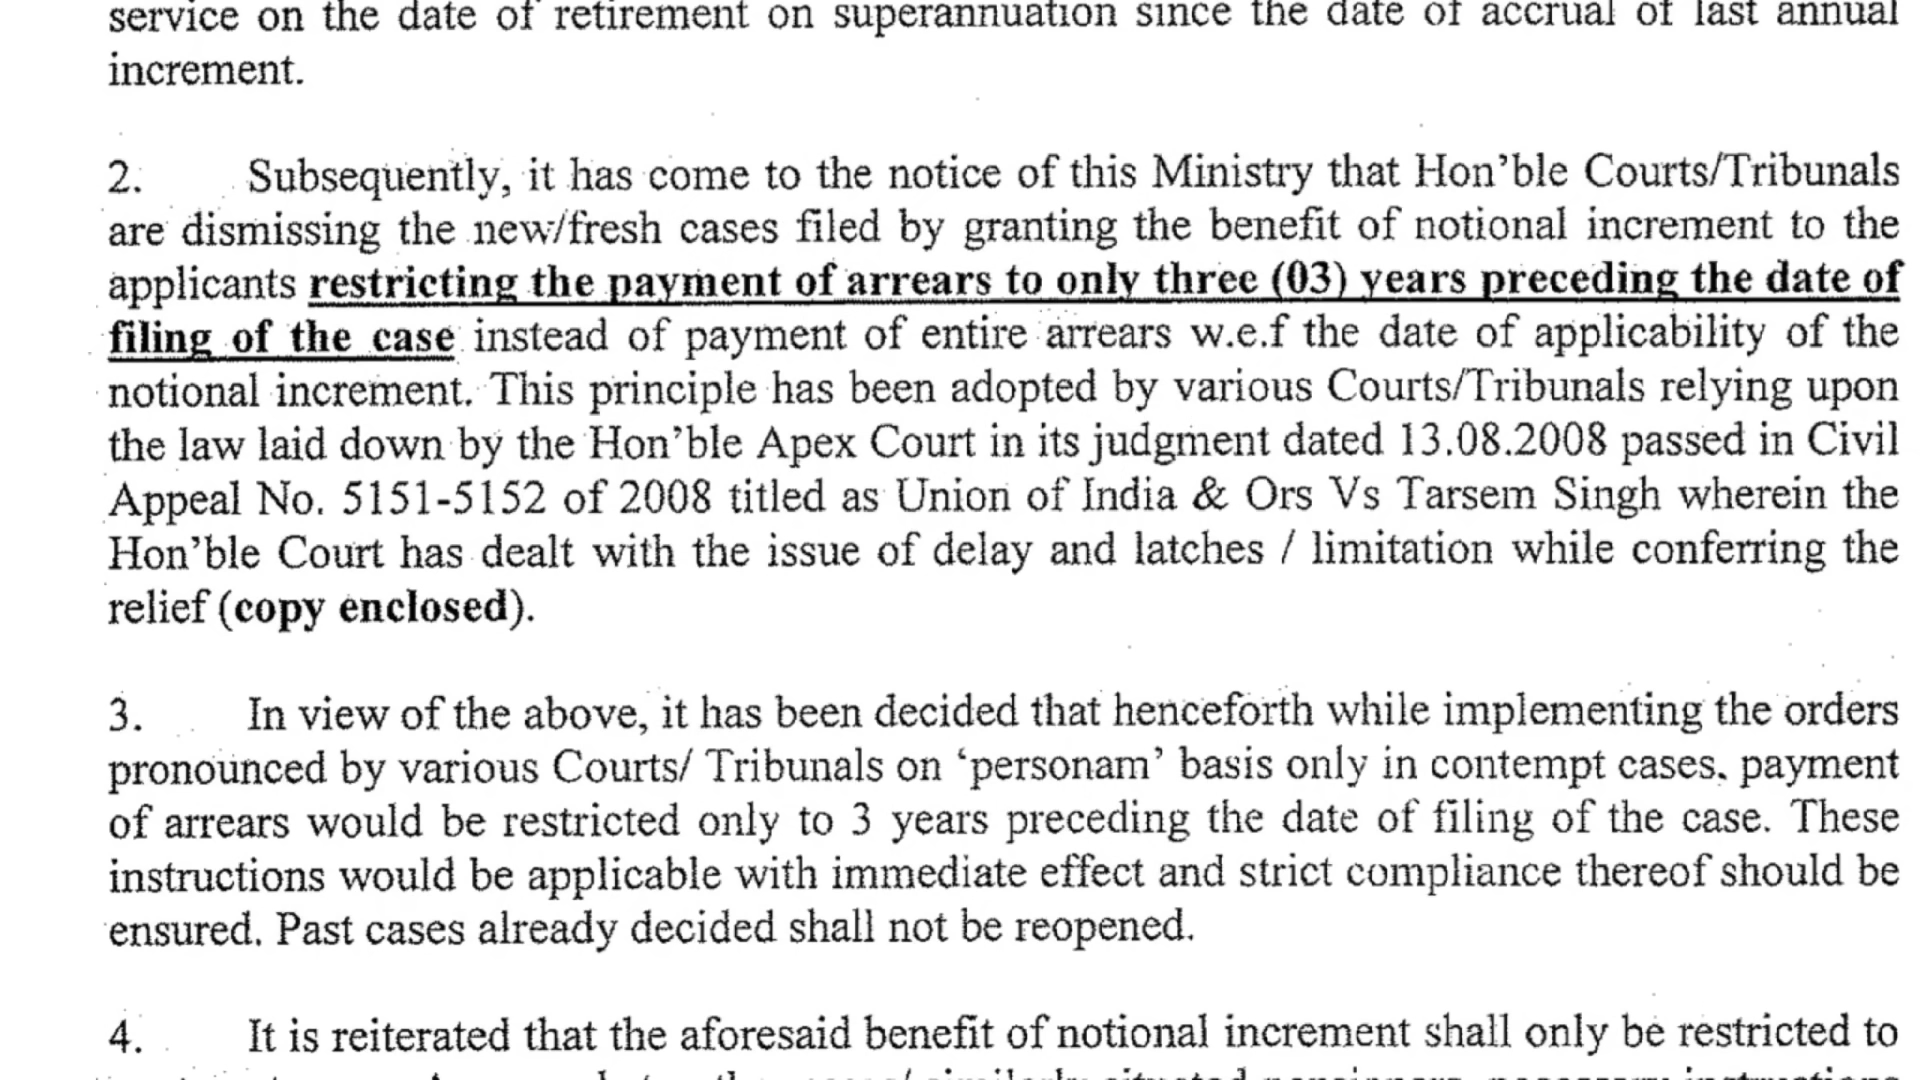 service on the date of retirement on superannuation since the date of accrual of last annual
increment.
2. Subsequently, it has come to the notice of this Ministry that Hon’ble Courts/Tribunals
are dismissing the new/fresh cases filed by granting the benefit of notional increment to the
applicants restricting the payment of arrears to only three (03) years preceding the date of
filing of the case instead of payment of entire arrears w.e.f the date of applicability of the
notional increment. This principle has been adopted by various Courts/Tribunals relying upon
the law laid down by the Hon’ble Apex Court in its judgment dated 13.08.2008 passed in Civil
Appeal No. 5151-5152 of 2008 titled as Union of India & Ors Vs Tarsem Singh wherein the
Hon’ble Court has dealt with the issue of delay and latches / limitation while conferring the
relief (copy enclosed).
3. In view of the above, it has been decided that henceforth while implementing the orders
pronounced by various Courts/ Tribunals on ‘personam’ basis only in contempt cases, payment
of arrears would be restricted only to 3 years preceding the date of filing of the case. These
instructions would be applicable with immediate effect and strict compliance thereof should be
ensured. Past cases already decided shall not be reopened.
4. It is reiterated that the aforesaid benefit of notional increment shall only be restricted to
similarly situated pensioners, necessary instructions